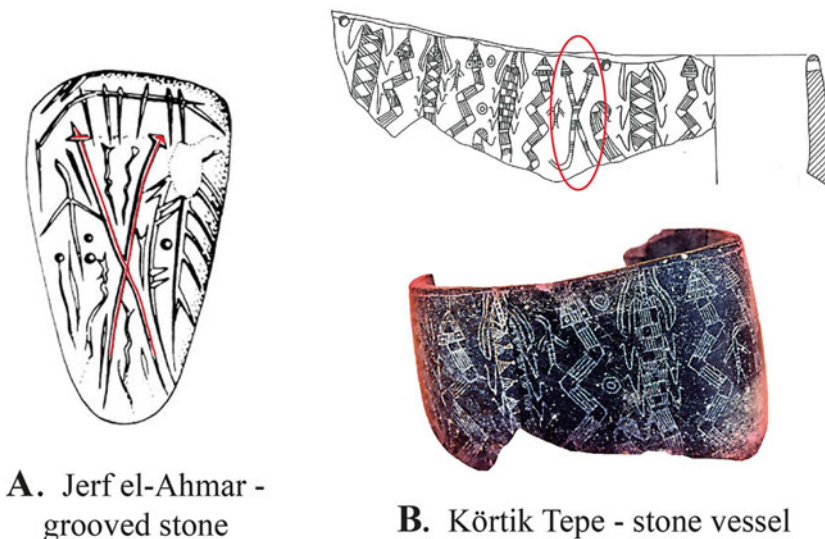 A. Jerf el-Ahmar -
grooved stone
B. Körtik Tepe - stone vessel